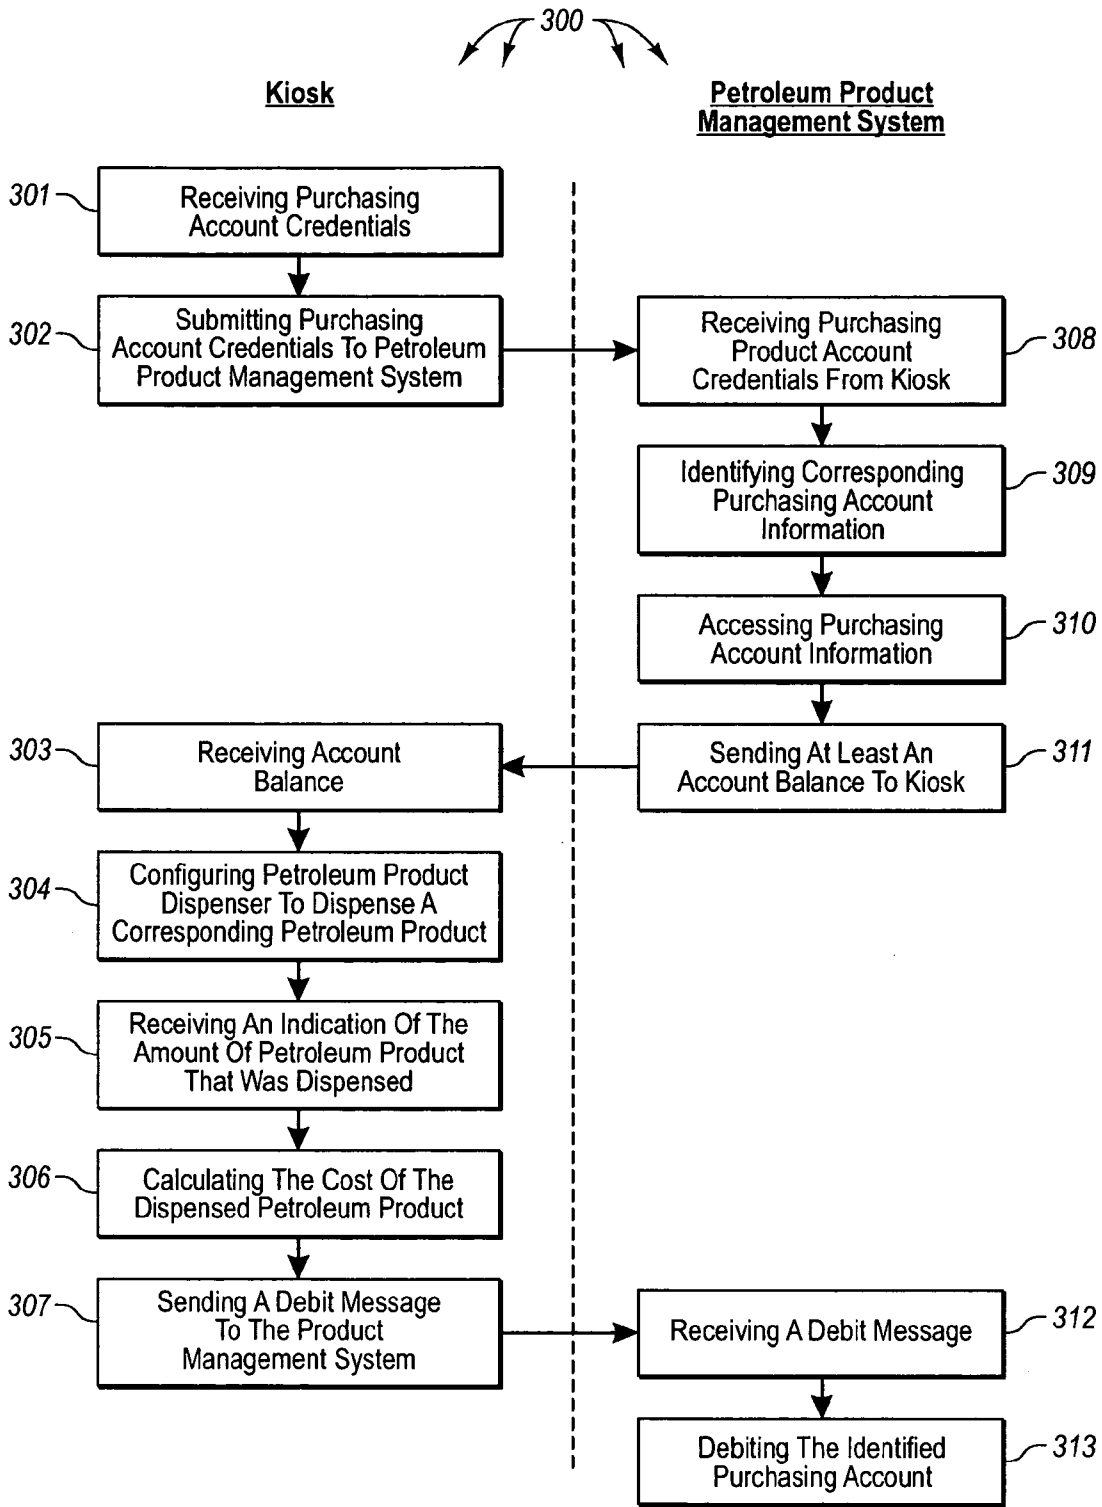 300
Kiosk
Petroleum Product
Management System
301
Receiving Purchasing
Account Credentials
302
Submitting Purchasing
Account Credentials To Petroleum
Product Management System
Receiving Purchasing
Product Account
Credentials From Kiosk
308
Identifying Corresponding
Purchasing Account
Information
309
Accessing Purchasing
Account Information
310
303
Receiving Account
Balance
Sending At Least An
Account Balance To Kiosk
311
304
Configuring Petroleum Product
Dispenser To Dispense A
Corresponding Petroleum Product
305
Receiving An Indication Of The
Amount Of Petroleum Product
That Was Dispensed
306
Calculating The Cost Of The
Dispensed Petroleum Product
307
Sending A Debit Message
To The Product
Management System
Receiving A Debit Message
312
Debiting The Identified
Purchasing Account
313